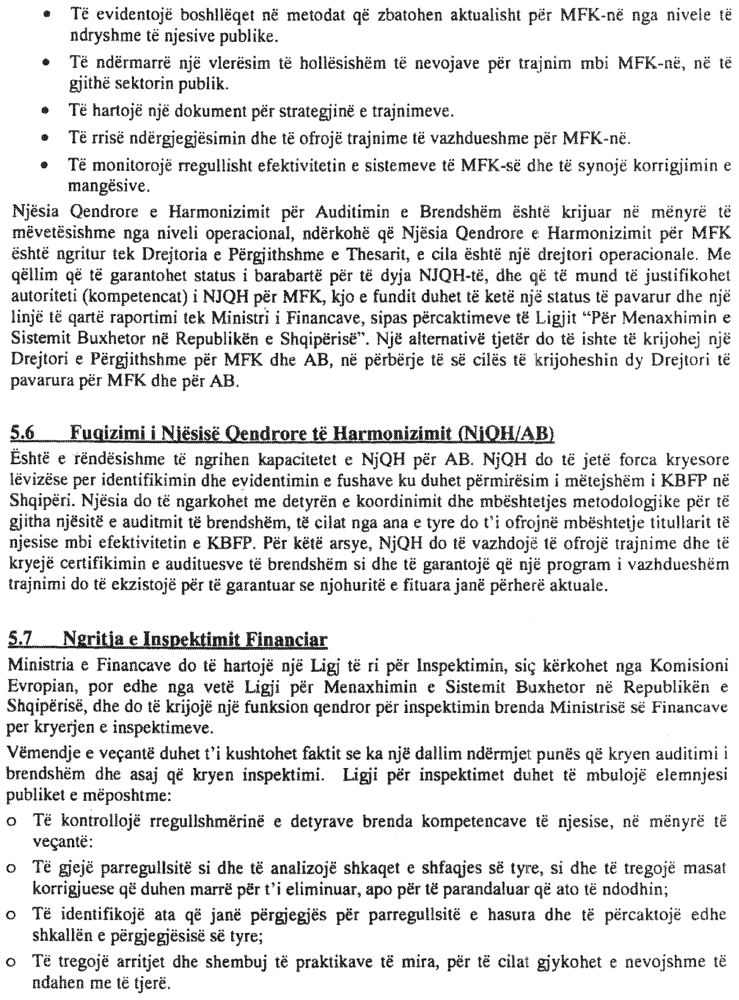 • Të evidentojë boshllëqet në metodat që zbatohen aktualisht për MFK-në nga nivele të
ndryshme të njesive publike.
• Të ndërmarrë një vlerësim të hollësishëm të nevojave për trajnim mbi MFK-në, në të
gjithë sektorin publik.
• Të hartojë një dokument për strategjinë e trajnimeve.
• Të rrisë ndërgjegjësimin dhe të ofrojë trajnime të vazhdueshme për MFK-në.
• Të monitorojë rregullisht efektivitetin e sistemeve të MFK-së dhe të synojë korrigjimin e
mangësive.
Njësia Qendrore e Harmonizimit për Auditimin e Brendshëm është krijuar në mënyrë të
mëvetësishme nga niveli operacional, ndërkohë që Njësia Qendrore e Harmonizimit për MFK
është ngritur tek Drejtoria e Përgjithshme e Thesarit, e cila është një drejtori operacionale. Me
qëllim që të garantohet status i barabartë për të dyja NJQH-të, dhe që të mund të justifikohet
autoriteti (kompetencat) i NJQH për MFK, kjo e fundit duhet të ketë një status të pavarur dhe një
linjë të qartë raportimi tek Ministri i Financave, sipas përcaktimeve të Ligjit “Për Menaxhimin e
Sistemit Buxhetor në Republikën e Shqipërisë”. Një alternativë tjetër do të ishte të krijohej një
Drejtori e Përgjithshme për MFK dhe AB, në përbërje të së cilës të krijoheshin dy Drejtori të
pavarura për MFK dhe për AB.
5.6 Fuqizimi i Njësisë Qendrore të Harmonizimit (NjQH/AB)
Është e rëndësishme të ngrihen kapacitetet e NjQH për AB. NjQH do të jetë forca kryesore
lëvizëse per identifikimin dhe evidentimin e fushave ku duhet përmirësim i mëtejshëm i KBFP në
Shqipëri. Njësia do të ngarkohet me detyrën e koordinimit dhe mbështetjes metodologjike për të
gjitha njësitë e auditmit të brendshëm, të cilat nga ana e tyre do t’i ofrojnë mbështetje titullarit të
njesise mbi efektivitetin e KBFP. Për këtë arsye, NjQH do të vazhdojë të ofrojë trajnime dhe të
kryejë certifikimin e audituesve të brendshëm si dhe të garantojë që një program i vazhdueshëm
trajnimi do të ekzistojë për të garantuar se njohuritë e fituara janë përherë aktuale.
5.7 Ngritja e Inspektimit Financiar
Ministria e Financave do të hartojë një Ligj të ri për Inspektimin, siç kërkohet nga Komisioni
Evropian, por edhe nga vetë Ligji për Menaxhimin e Sistemit Buxhetor në Republikën e
Shqipërisë, dhe do të krijojë një funksion qendror për inspektimin brenda Ministrisë së Financave
per kryerjen e inspektimeve.
Vëmendje e veçantë duhet t’i kushtohet faktit se ka një dallim ndërmjet punës që kryen auditimi i
brendshëm dhe asaj që kryen inspektimi. Ligji për inspektimet duhet të mbulojë elemnjesi
publiket e mëposhtme:
o Të kontrollojë rregullshmërinë e detyrave brenda kompetencave të njesise, në mënyrë të
veçantë:
o Të gjejë parregullsitë si dhe të analizojë shkaqet e shfaqjes së tyre, si dhe të tregojë masat
korrigjuese që duhen marrë për t’i eliminuar, apo për të parandaluar që ato të ndodhin;
o Të identifikojë ata që janë përgjegjës për parregullsitë e hasura dhe të përcaktojë edhe
shkallën e përgjegjësisë së tyre;
o Të tregojë arritjet dhe shembuj të praktikave të mira, për të cilat gjykohet e nevojshme të
ndahen me të tjerë.